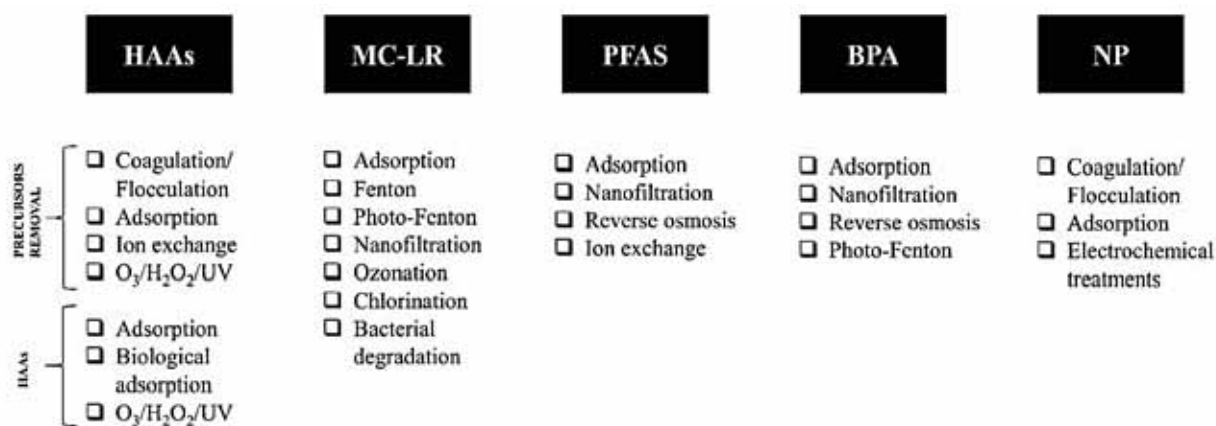 HAAs
MC-LR
PFAS
BPA
NP
PRECURSORS
REMOVAL
❑ Coagulation/
Flocculation
❑ Adsorption
❑ Ion exchange
❑ O₃/H₂O₂/UV
HAAs
❑ Adsorption
❑ Biological
adsorption
❑ O₃/H₂O₂/UV
❑ Adsorption
❑ Fenton
❑ Photo-Fenton
❑ Nanofiltration
❑ Ozonation
❑ Chlorination
❑ Bacterial
degradation
❑ Adsorption
❑ Nanofiltration
❑ Reverse osmosis
❑ Ion exchange
❑ Adsorption
❑ Nanofiltration
❑ Reverse osmosis
❑ Photo-Fenton
❑ Coagulation/
Flocculation
❑ Adsorption
❑ Electrochemical
treatments